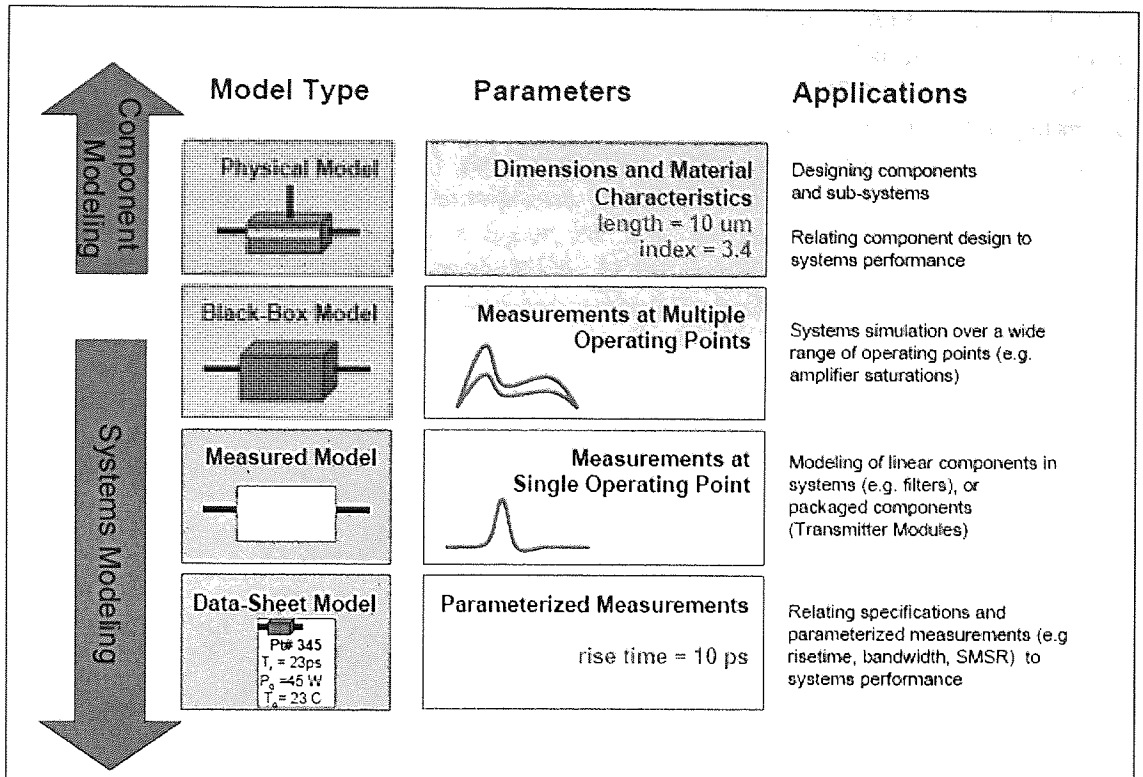 Component
Modeling
Systems Modeling
Model Type
Parameters
Applications
Physical Model
Dimensions and Material
Characteristics
length = 10 um
index = 3.4
Designing components
and sub-systems
Relating component design to
systems performance
Black-Box Model
Measurements at Multiple
Operating Points
Systems simulation over a wide
range of operating points (e.g.
amplifier saturations)
Measured Model
Measurements at
Single Operating Point
Modeling of linear components in
systems (e.g. filters), or
packaged components
(Transmitter Modules)
Data-Sheet Model
Pt# 345
= 23ps
=45 W
= 23 C
Parameterized Measurements
rise time = 10 ps
Relating specifications and
parameterized measurements (e.g
risetime, bandwidth, SMSR) to
systems performance